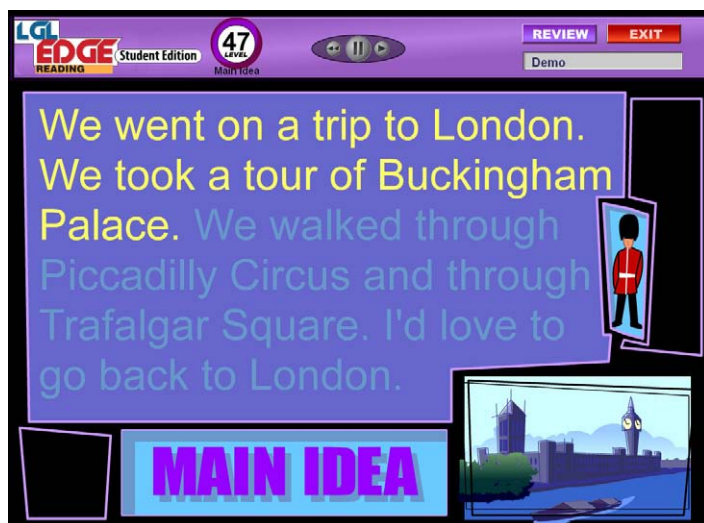 LGL
EDGE
READING
Student Edition
47
LEVEL
Main Idea
REVIEW
EXIT
Demo
We went on a trip to London.
We took a tour of Buckingham
Palace. We walked through
Piccadilly Circus and through
Trafalgar Square. I'd love to
go back to London.
MAIN IDEA